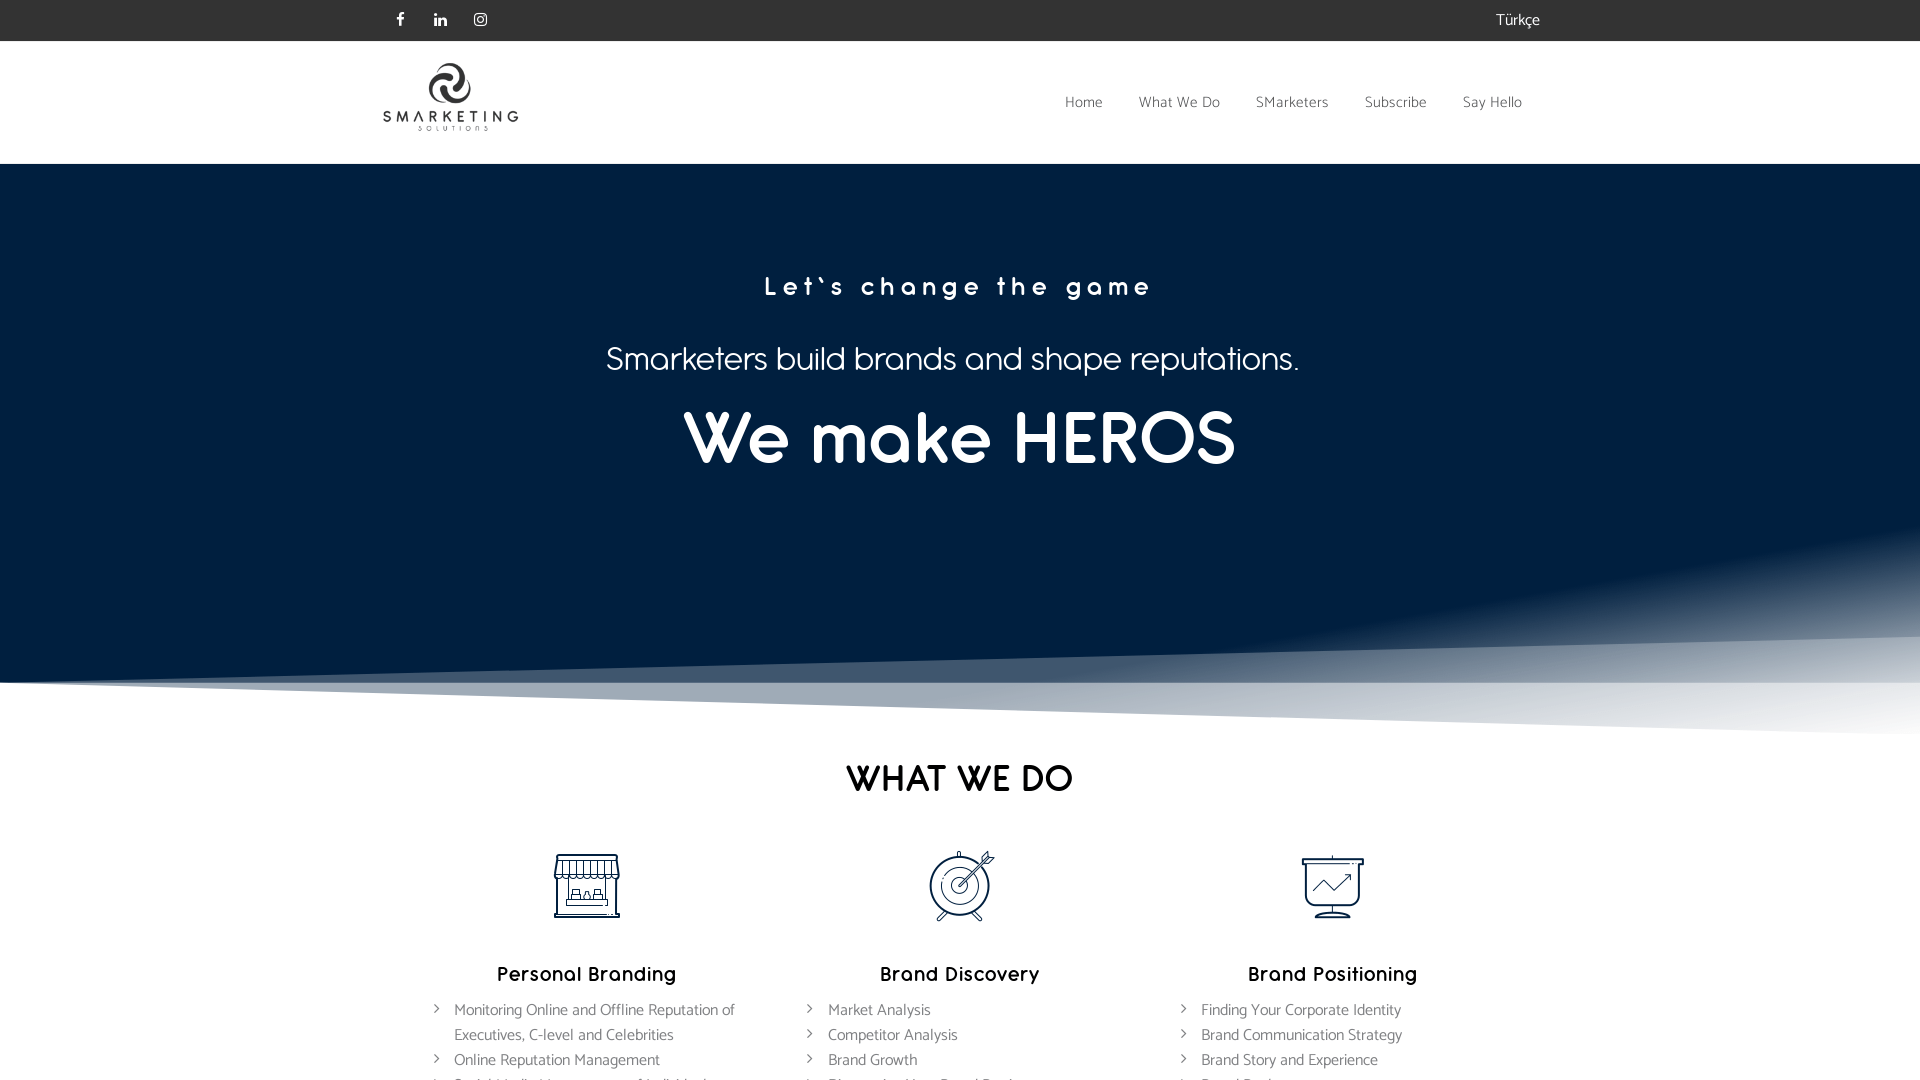 Türkçe
SMARKETING
SOLUTIONS
Home What We Do SMarketers Subscribe Say Hello
Let`s change the game
Smarketers build brands and shape reputations.
We make HEROS
WHAT WE DO
Personal Branding
Monitoring Online and Offline Reputation of
Executives, C-level and Celebrities
Online Reputation Management
Brand Discovery
Market Analysis
Competitor Analysis
Brand Growth
Brand Positioning
Finding Your Corporate Identity
Brand Communication Strategy
Brand Story and Experience